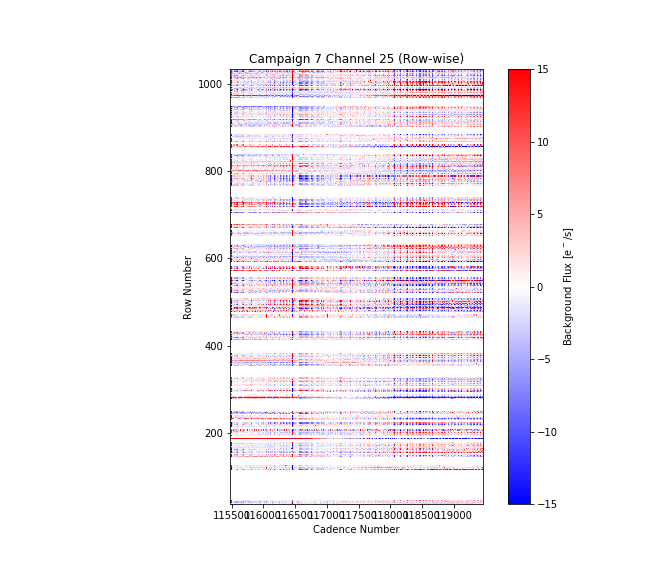 Campaign 7 Channel 25 (Row-wise)
1000
800
600
400
200
Row Number
115500 116000 116500 117000 117500 118000 118500 119000
Cadence Number
15
10
5
0
−5
−10
−15
Background Flux [e⁻/s]